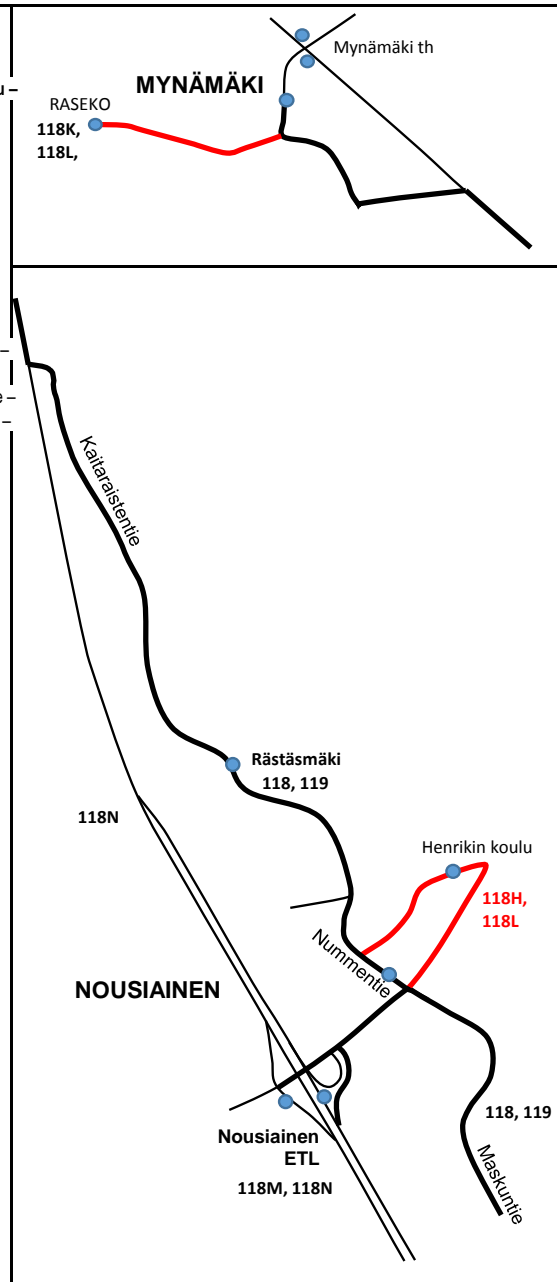 u –
Mynämäki th
MYNÄMÄKI
RASEKO
118K,
118L,
–
e –
–
Kaitaraistentie
Rästäsmäki
118, 119
118N
Henrikin koulu
118H,
118L
Nummentie
NOUSIAINEN
118, 119
Nousiainen
ETL
Maskuntie
118M, 118N